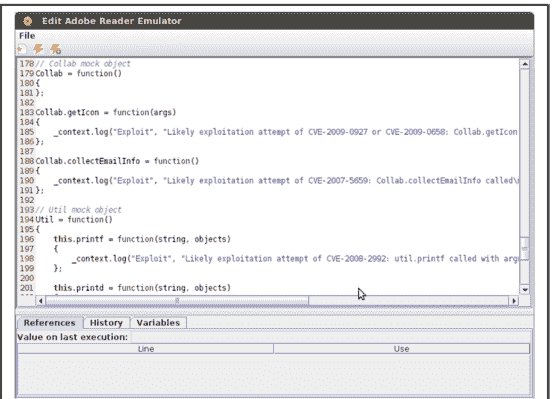 Edit Adobe Reader Emulator
File
178 // Collab mock object
179 Collab = function()
180 {
181 };
182
183 Collab.getIcon = function(args)
184 {
185 _context.log("Exploit", "Likely exploitation attempt of CVE-2009-0927 or CVE-2009-0658: Collab.getIcon
186 };
187
188 Collab.collectEmailInfo = function()
189 {
190 _context.log("Exploit", "Likely exploitation attempt of CVE-2007-5659: Collab.collectEmailInfo called\
191 };
192
193 // Util mock object
194 Util = function()
195 {
196 this.printf = function(string, objects)
197 {
198 _context.log("Exploit", "Likely exploitation attempt of CVE-2008-2992: util.printf called with arg
199 };
200
201 this.printd = function(string, objects)
References History Variables
Value on last execution:
Line Use